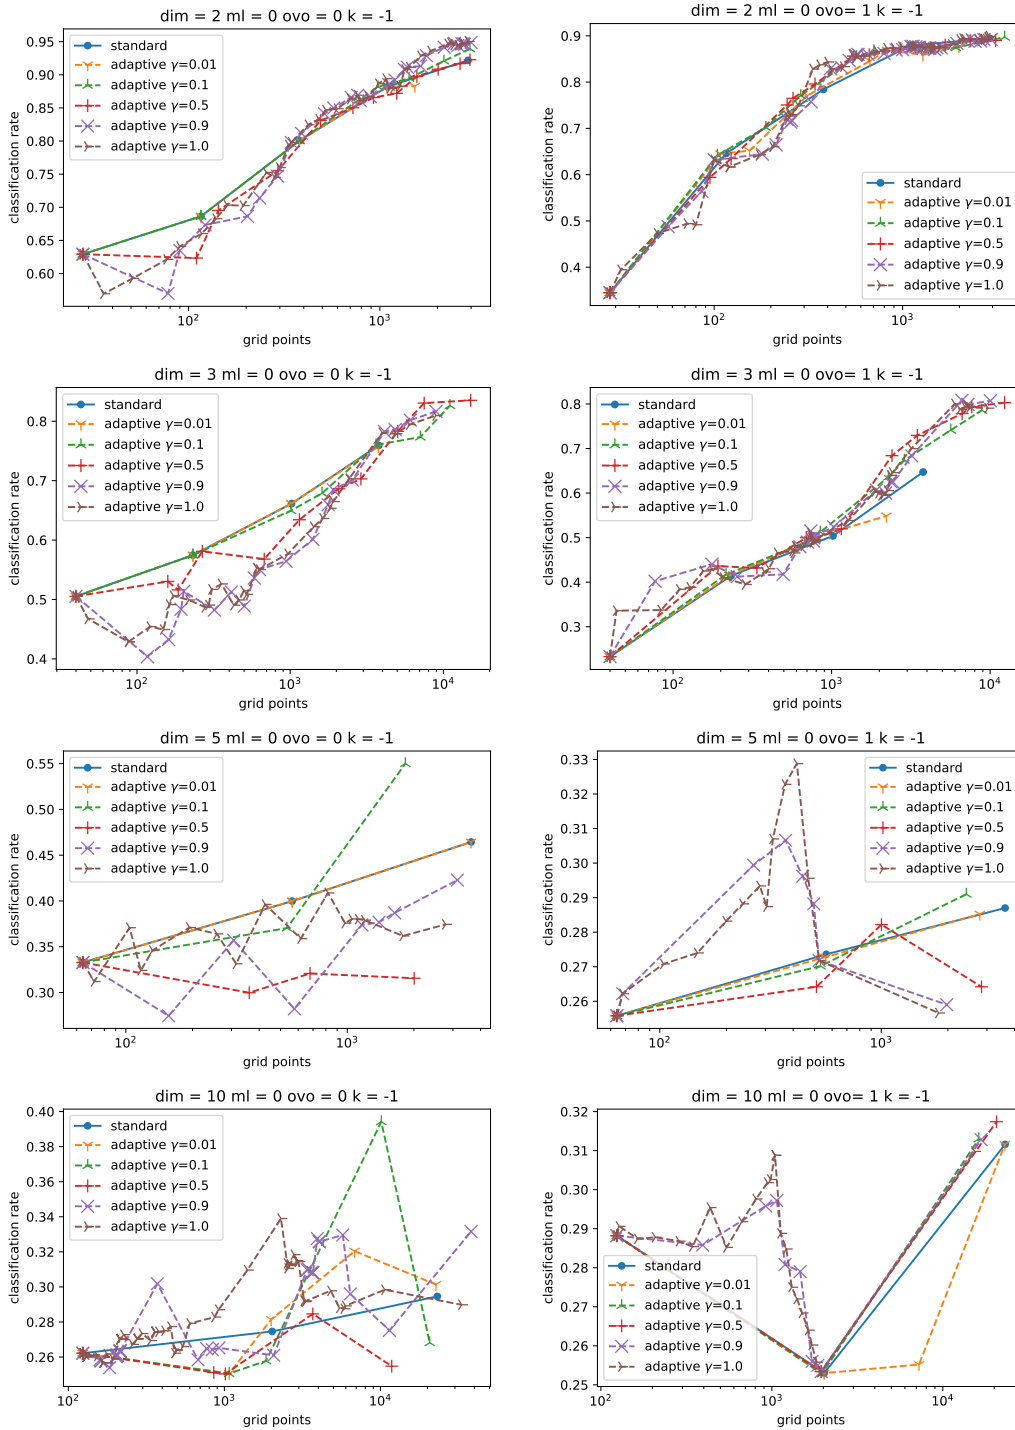 dim = 2 ml = 0 ovo = 0 k = -1
classification rate
0.95
0.90
0.85
0.80
0.75
0.70
0.65
0.60
standard
adaptive γ=0.01
adaptive γ=0.1
adaptive γ=0.5
adaptive γ=0.9
adaptive γ=1.0
10²
10³
grid points
dim = 2 ml = 0 ovo= 1 k = -1
classification rate
0.9
0.8
0.7
0.6
0.5
0.4
standard
adaptive γ=0.01
adaptive γ=0.1
adaptive γ=0.5
adaptive γ=0.9
adaptive γ=1.0
10²
10³
grid points
dim = 3 ml = 0 ovo = 0 k = -1
classification rate
0.8
0.7
0.6
0.5
0.4
standard
adaptive γ=0.01
adaptive γ=0.1
adaptive γ=0.5
adaptive γ=0.9
adaptive γ=1.0
10²
10³
10⁴
grid points
dim = 3 ml = 0 ovo= 1 k = -1
classification rate
0.8
0.7
0.6
0.5
0.4
0.3
standard
adaptive γ=0.01
adaptive γ=0.1
adaptive γ=0.5
adaptive γ=0.9
adaptive γ=1.0
10²
10³
10⁴
grid points
dim = 5 ml = 0 ovo = 0 k = -1
classification rate
0.55
0.50
0.45
0.40
0.35
0.30
standard
adaptive γ=0.01
adaptive γ=0.1
adaptive γ=0.5
adaptive γ=0.9
adaptive γ=1.0
10²
10³
grid points
dim = 5 ml = 0 ovo= 1 k = -1
classification rate
0.33
0.32
0.31
0.30
0.29
0.28
0.27
0.26
standard
adaptive γ=0.01
adaptive γ=0.1
adaptive γ=0.5
adaptive γ=0.9
adaptive γ=1.0
10²
10³
grid points
dim = 10 ml = 0 ovo = 0 k = -1
classification rate
0.40
0.38
0.36
0.34
0.32
0.30
0.28
0.26
standard
adaptive γ=0.01
adaptive γ=0.1
adaptive γ=0.5
adaptive γ=0.9
adaptive γ=1.0
10²
10³
10⁴
grid points
dim = 10 ml = 0 ovo= 1 k = -1
classification rate
0.32
0.31
0.30
0.29
0.28
0.27
0.26
0.25
standard
adaptive γ=0.01
adaptive γ=0.1
adaptive γ=0.5
adaptive γ=0.9
adaptive γ=1.0
10²
10³
10⁴
grid points